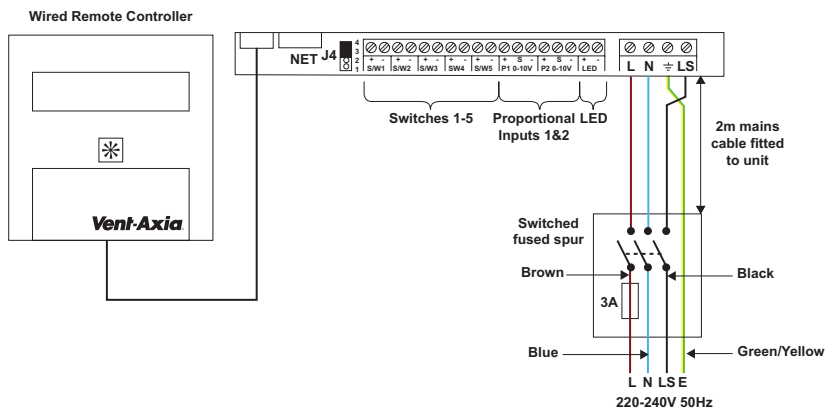 Wired Remote Controller
Vent-Axia
NET
J4
4
3
2
1
+ - + - + - + - + - + S - + S - + -
S/W1 S/W2 S/W3 SW4 S/W5 P1 0-10V P2 0-10V LED
L N LS
Switches 1-5
Proportional Inputs 1&2
LED
2m mains
cable fitted
to unit
Switched
fused spur
Brown
Black
3A
Blue
Green/Yellow
L N LS E
220-240V 50Hz